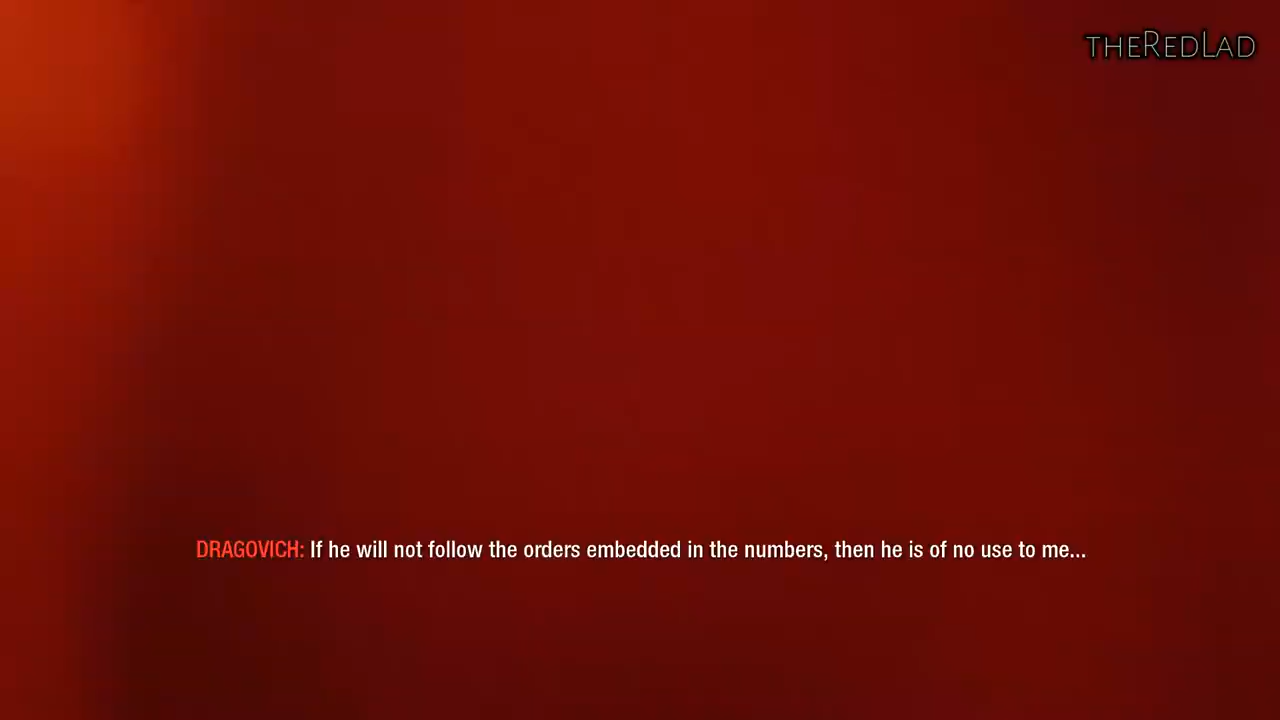 THEREDLAD
DRAGOVICH: If he will not follow the orders embedded in the numbers, then he is of no use to me...